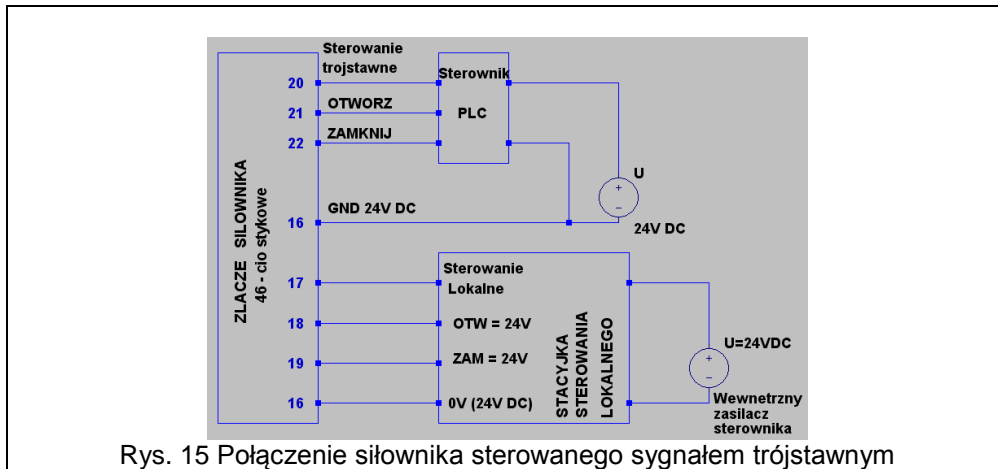 Sterowanie
trojstawne
20
21
22
OTWORZ
ZAMKNIJ
Sterownik
PLC
U
+
−
24V DC
16
GND 24V DC
ZLACZE SILOWNIKA
46 - cio stykowe
17
18
19
16
Sterowanie
Lokalne
OTW = 24V
ZAM = 24V
0V (24V DC)
STACYJKA
STEROWANIA
LOKALNEGO
U=24VDC
+
−
Wewnetrzny
zasilacz
sterownika
Rys. 15 Połączenie siłownika sterowanego sygnałem trójstawnym